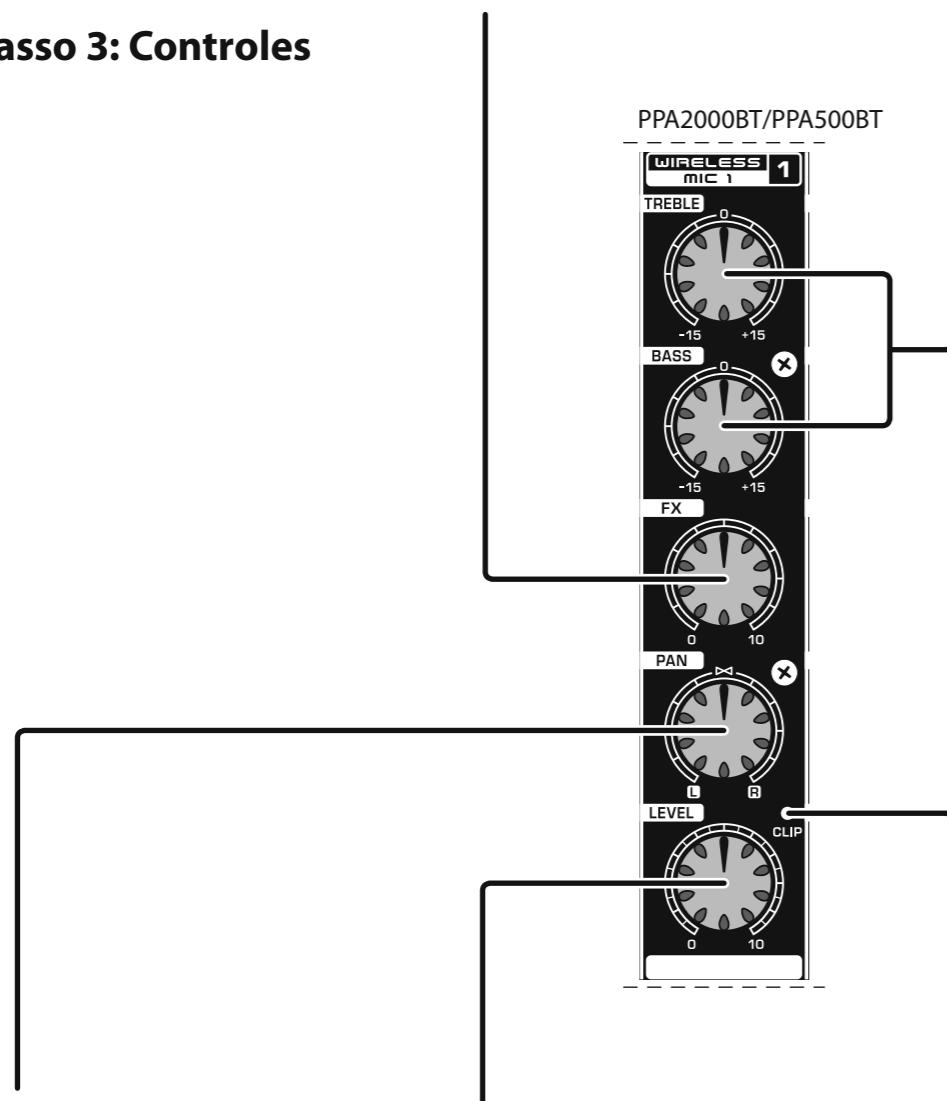 asso 3: Controles
PPA2000BT/PPA500BT
WIRELESS
MIC 1
1
TREBLE
0
-15 +15
BASS
0
-15 +15
FX
0 10
PAN
L R
LEVEL
CLIP
0 10